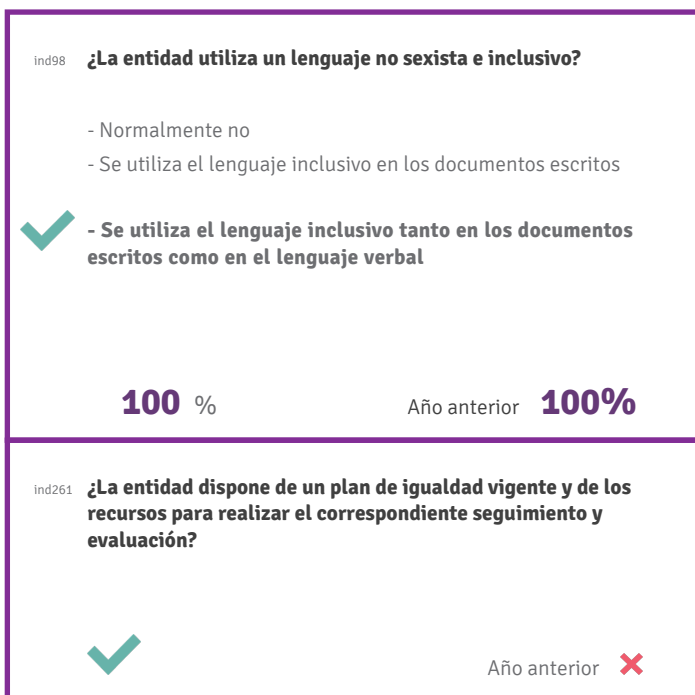 ind98 ¿La entidad utiliza un lenguaje no sexista e inclusivo?
- Normalmente no
- Se utiliza el lenguaje inclusivo en los documentos escritos
- Se utiliza el lenguaje inclusivo tanto en los documentos
escritos como en el lenguaje verbal
100 % Año anterior 100%
ind261 ¿La entidad dispone de un plan de igualdad vigente y de los
recursos para realizar el correspondiente seguimiento y
evaluación?
Año anterior